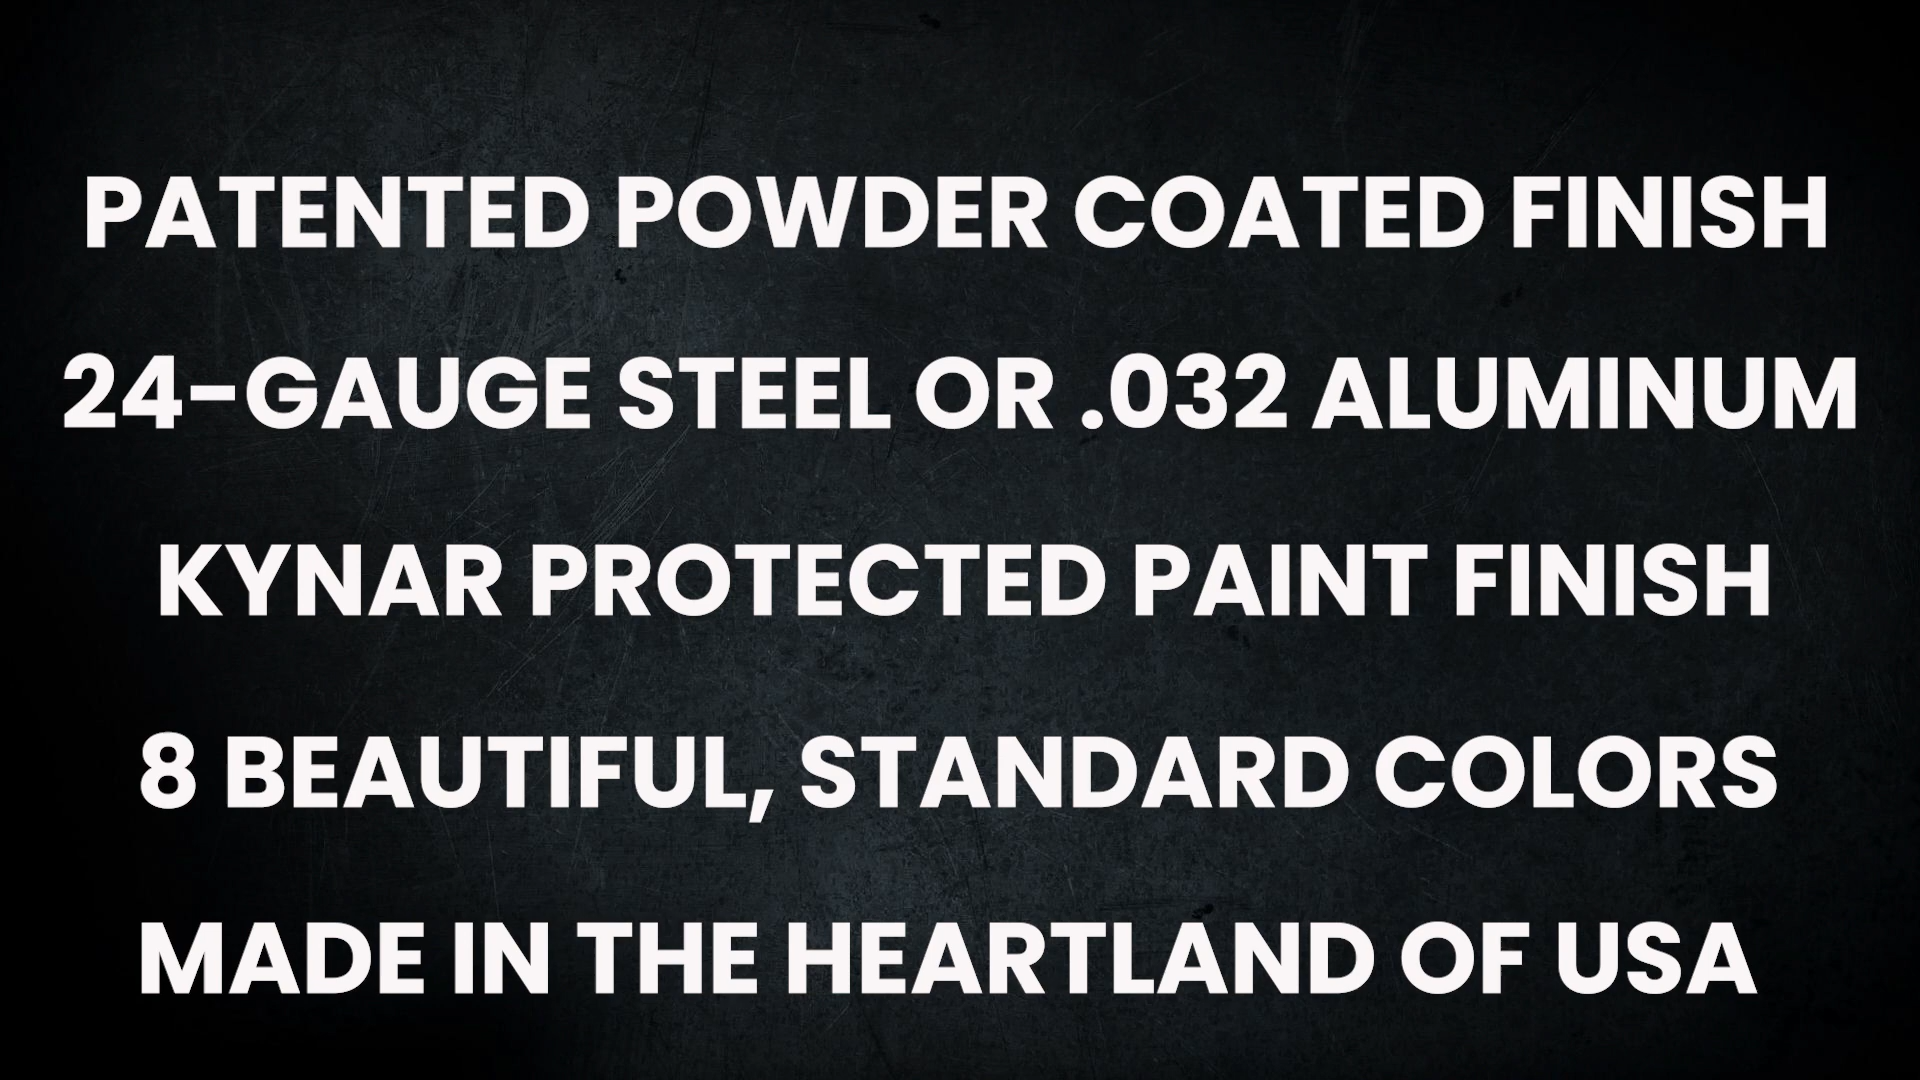 PATENTED POWDER COATED FINISH
24-GAUGE STEEL OR .032 ALUMINUM
KYNAR PROTECTED PAINT FINISH
8 BEAUTIFUL, STANDARD COLORS
MADE IN THE HEARTLAND OF USA